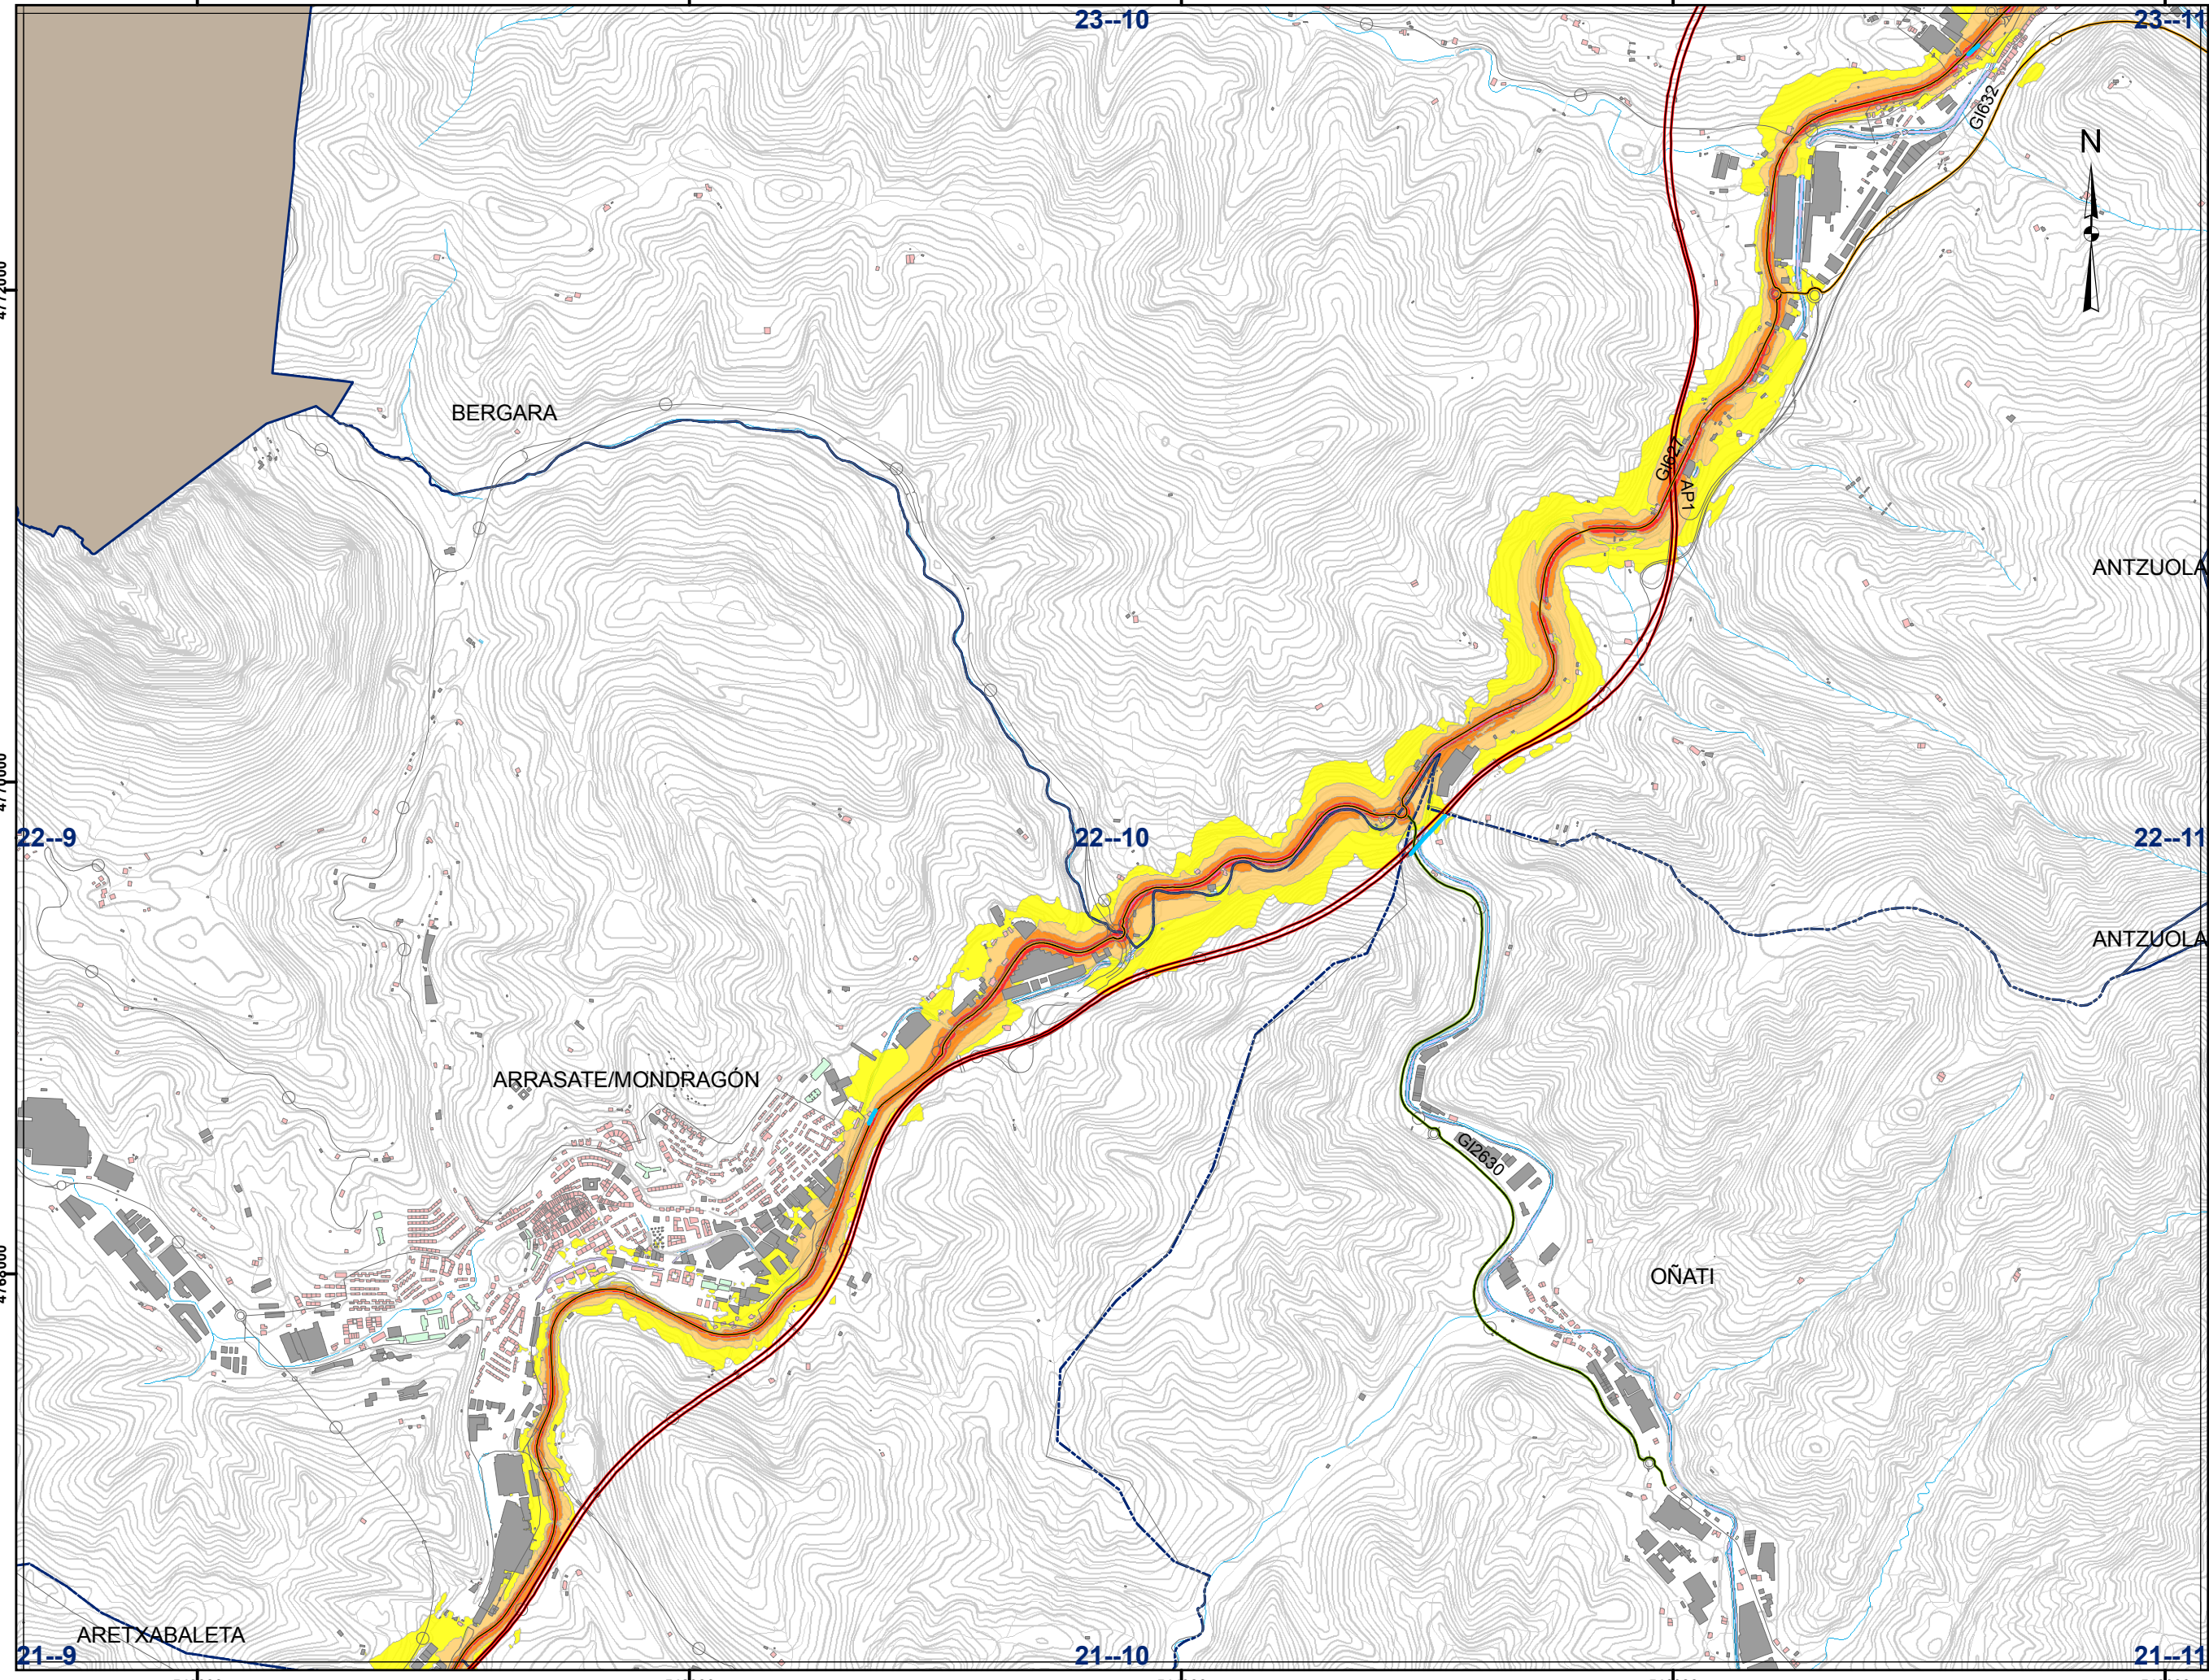 23--10
23--11
GI632
N
BERGARA
GI627
AP1
ANTZUOLA
22--9
22--10
22--11
ANTZUOLA
ARRASATE/MONDRAGÓN
GI2630
OÑATI
ARETXABALETA
21--9
21--10
21--11